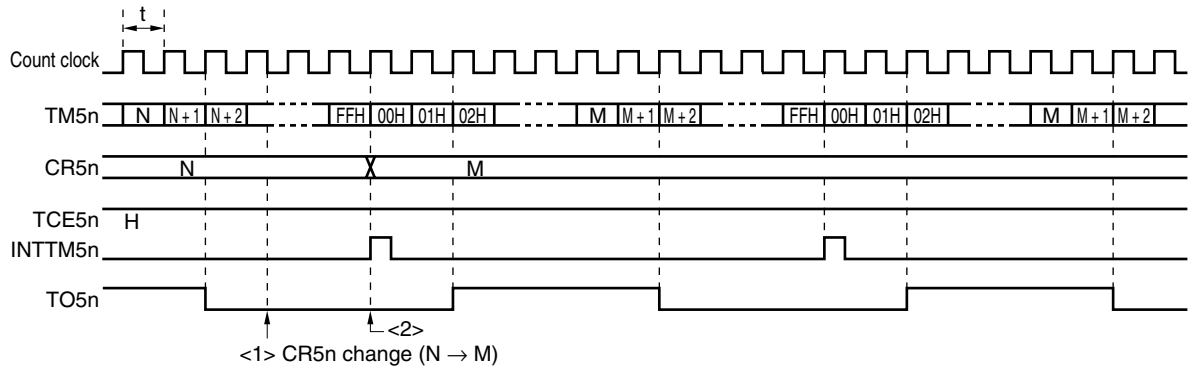 t
Count clock
TM5n N N + 1 N + 2 FFH 00H 01H 02H M M + 1 M + 2 FFH 00H 01H 02H M M + 1 M + 2
CR5n N M
TCE5n H
INTTM5n
TO5n
<2>
<1> CR5n change (N → M)